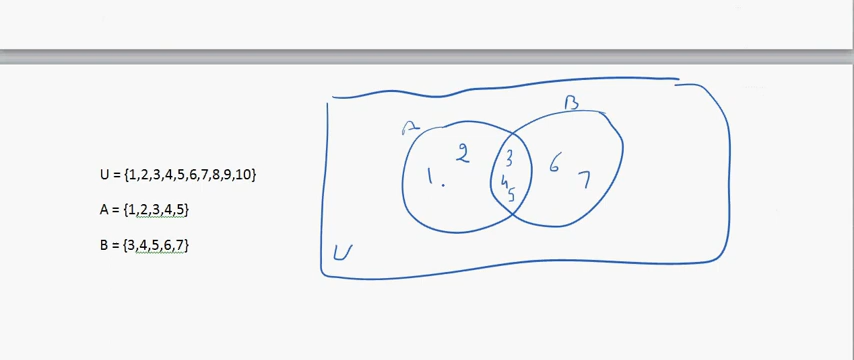 U = {1,2,3,4,5,6,7,8,9,10}
A = {1,2,3,4,5}
B = {3,4,5,6,7}
A
B
2
3
6
1.
4
7
5
U